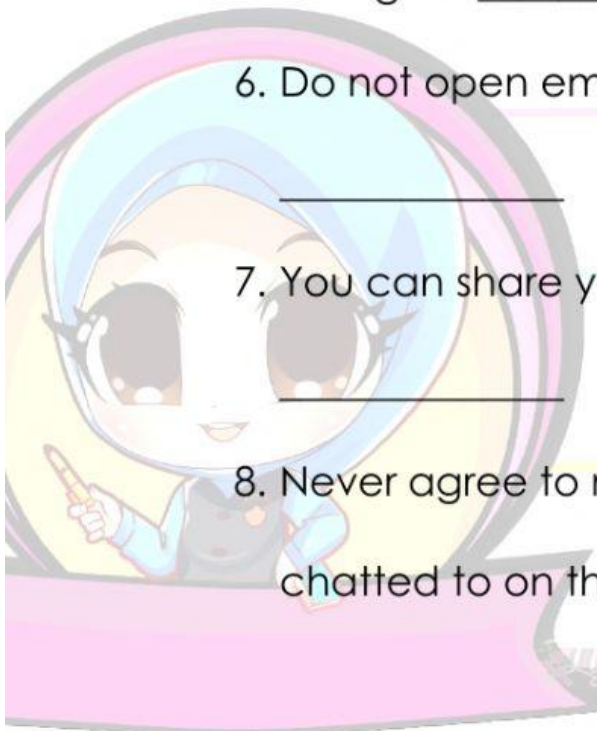 6. Do not open em
7. You can share y
8. Never agree to
chatted to on th